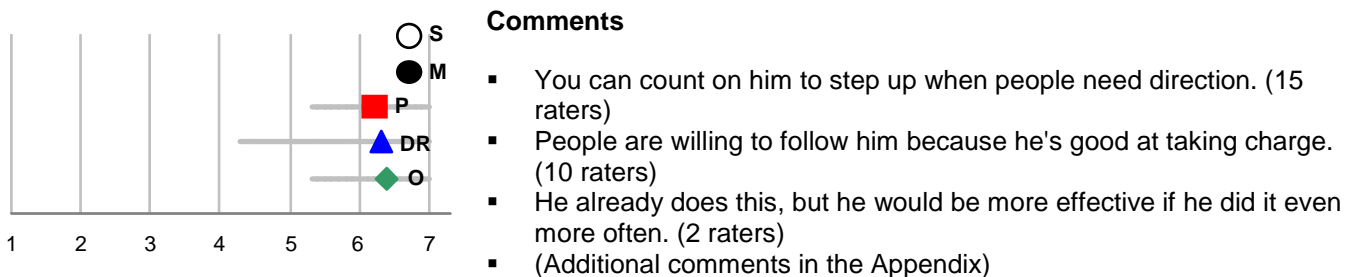 S
M
P
DR
O
1 2 3 4 5 6 7
Comments
▪ You can count on him to step up when people need direction. (15
raters)
▪ People are willing to follow him because he's good at taking charge.
(10 raters)
▪ He already does this, but he would be more effective if he did it even
more often. (2 raters)
▪ (Additional comments in the Appendix)